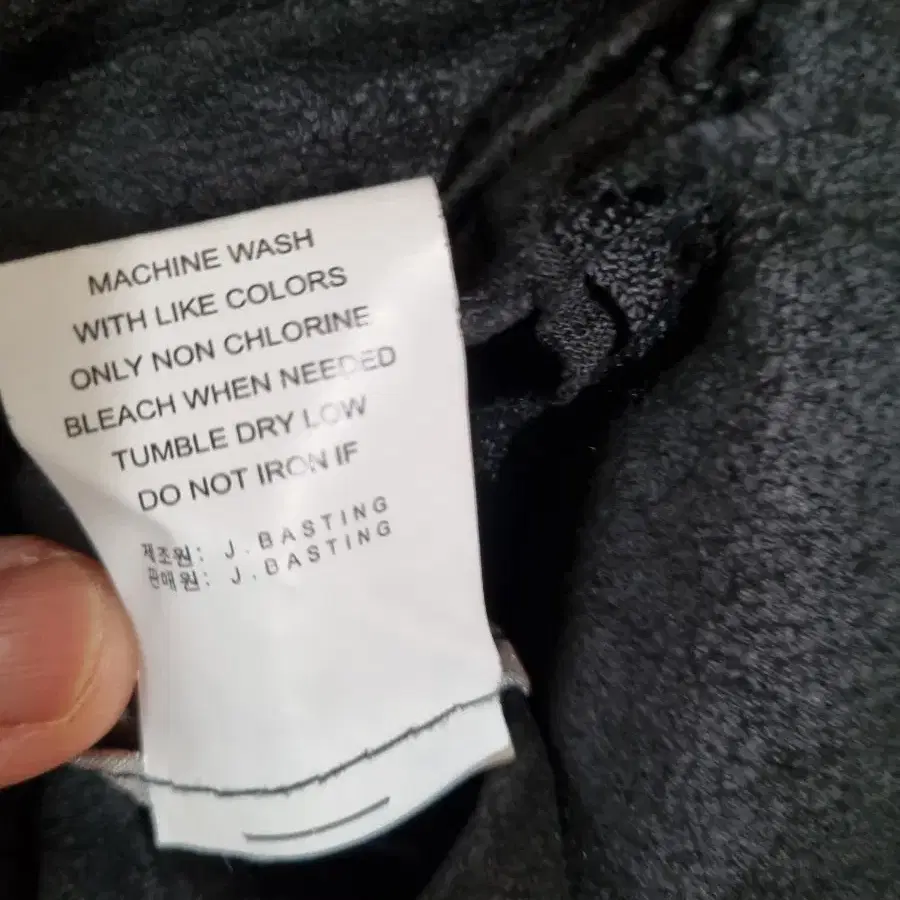 MACHINE WASH
WITH LIKE COLORS
ONLY NON CHLORINE
BLEACH WHEN NEEDED
TUMBLE DRY LOW
DO NOT IRON IF
제조원: J.BASTING
판매원: J.BASTING